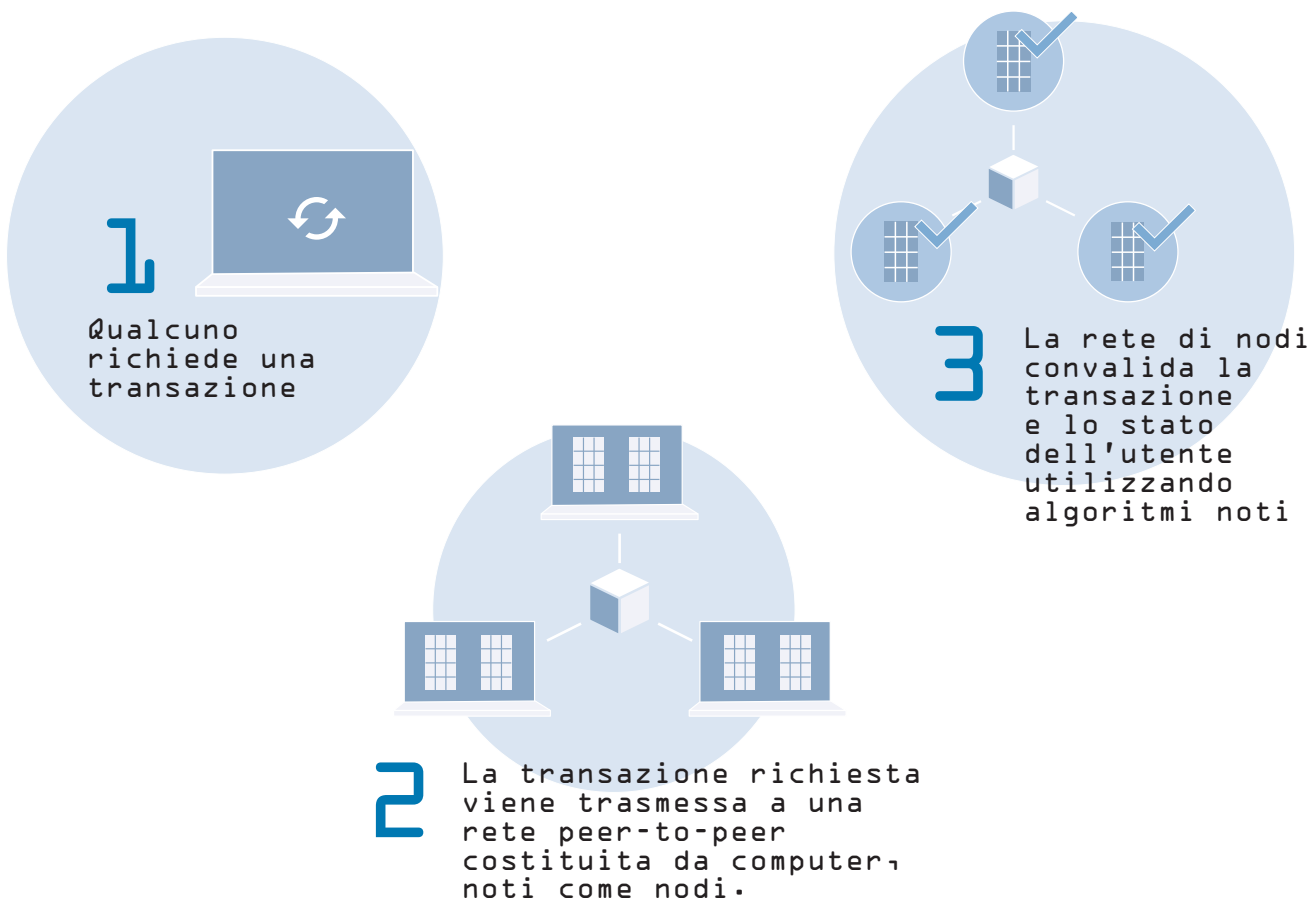 1
Qualcuno
richiede una
transazione
2
La transazione richiesta
viene trasmessa a una
rete peer-to-peer
costituita da computer,
noti come nodi.
3
La rete di nodi
convalida la
transazione
e lo stato
dell'utente
utilizzando
algoritmi noti